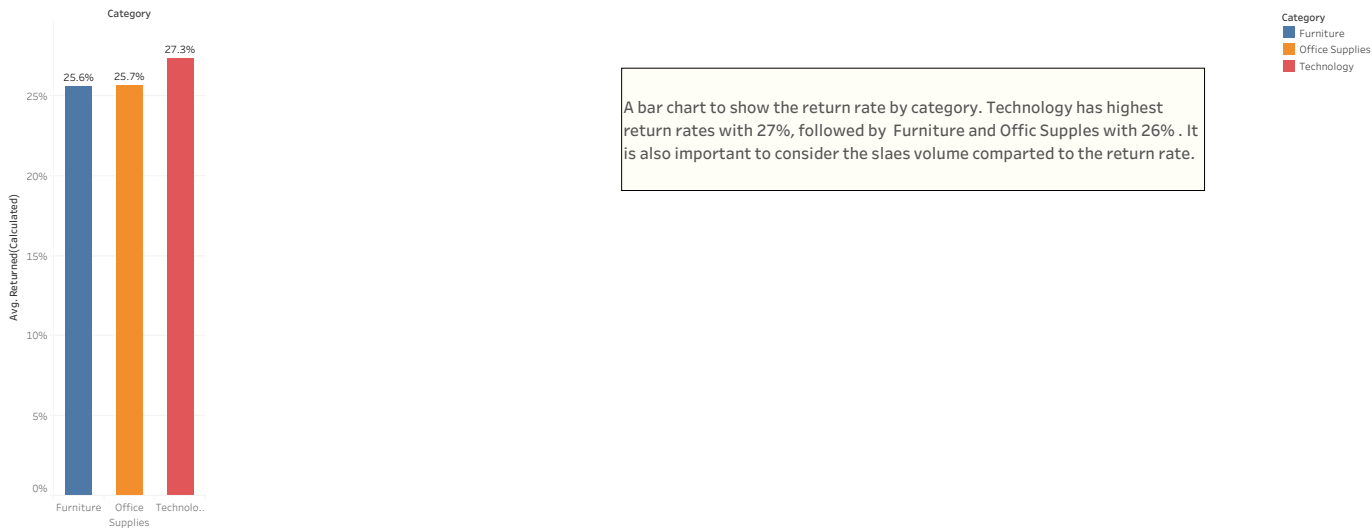 Category
27.3%
25.6%
25.7%
25%
20%
15%
10%
5%
0%
Avg. Returned(Calculated)
Furniture
Office
Supplies
Technolo..
A bar chart to show the return rate by category. Technology has highest
return rates with 27%, followed by  Furniture and Offic Supples with 26% . It
is also important to consider the slaes volume comparted to the return rate.
Category
Furniture
Office Supplies
Technology